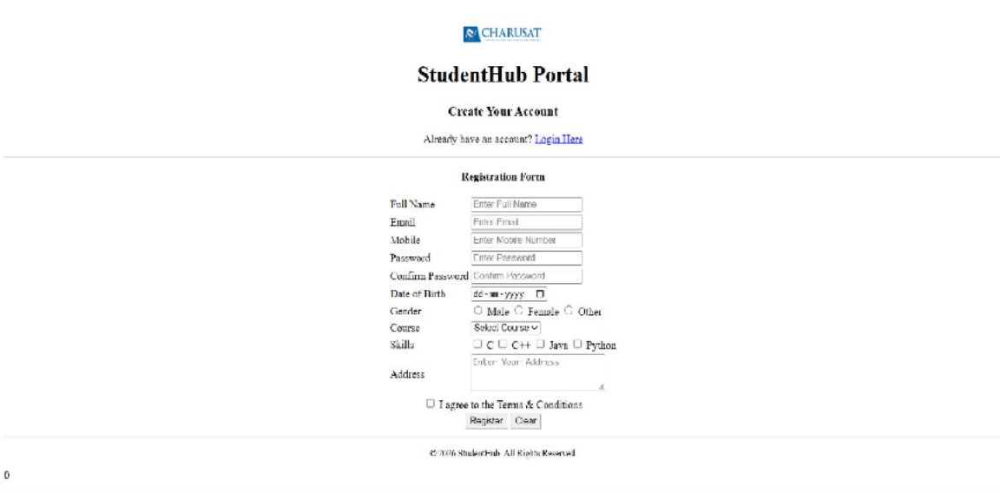 CHARUSAT
StudentHub Portal
Create Your Account
Already have an account? Login Here
Registration Form
Full Name Enter Full Name
Email Enter Email
Mobile Enter Mobile Number
Password Enter Password
Confirm Password Confirm Password
Date of Birth dd-mm-yyyy
Gender Male Female Other
Course Select Course
Skills C C++ Java Python
Address Enter Your Address
I agree to the Terms & Conditions
Register Clear
© 2026 StudentHub. All Rights Reserved
0